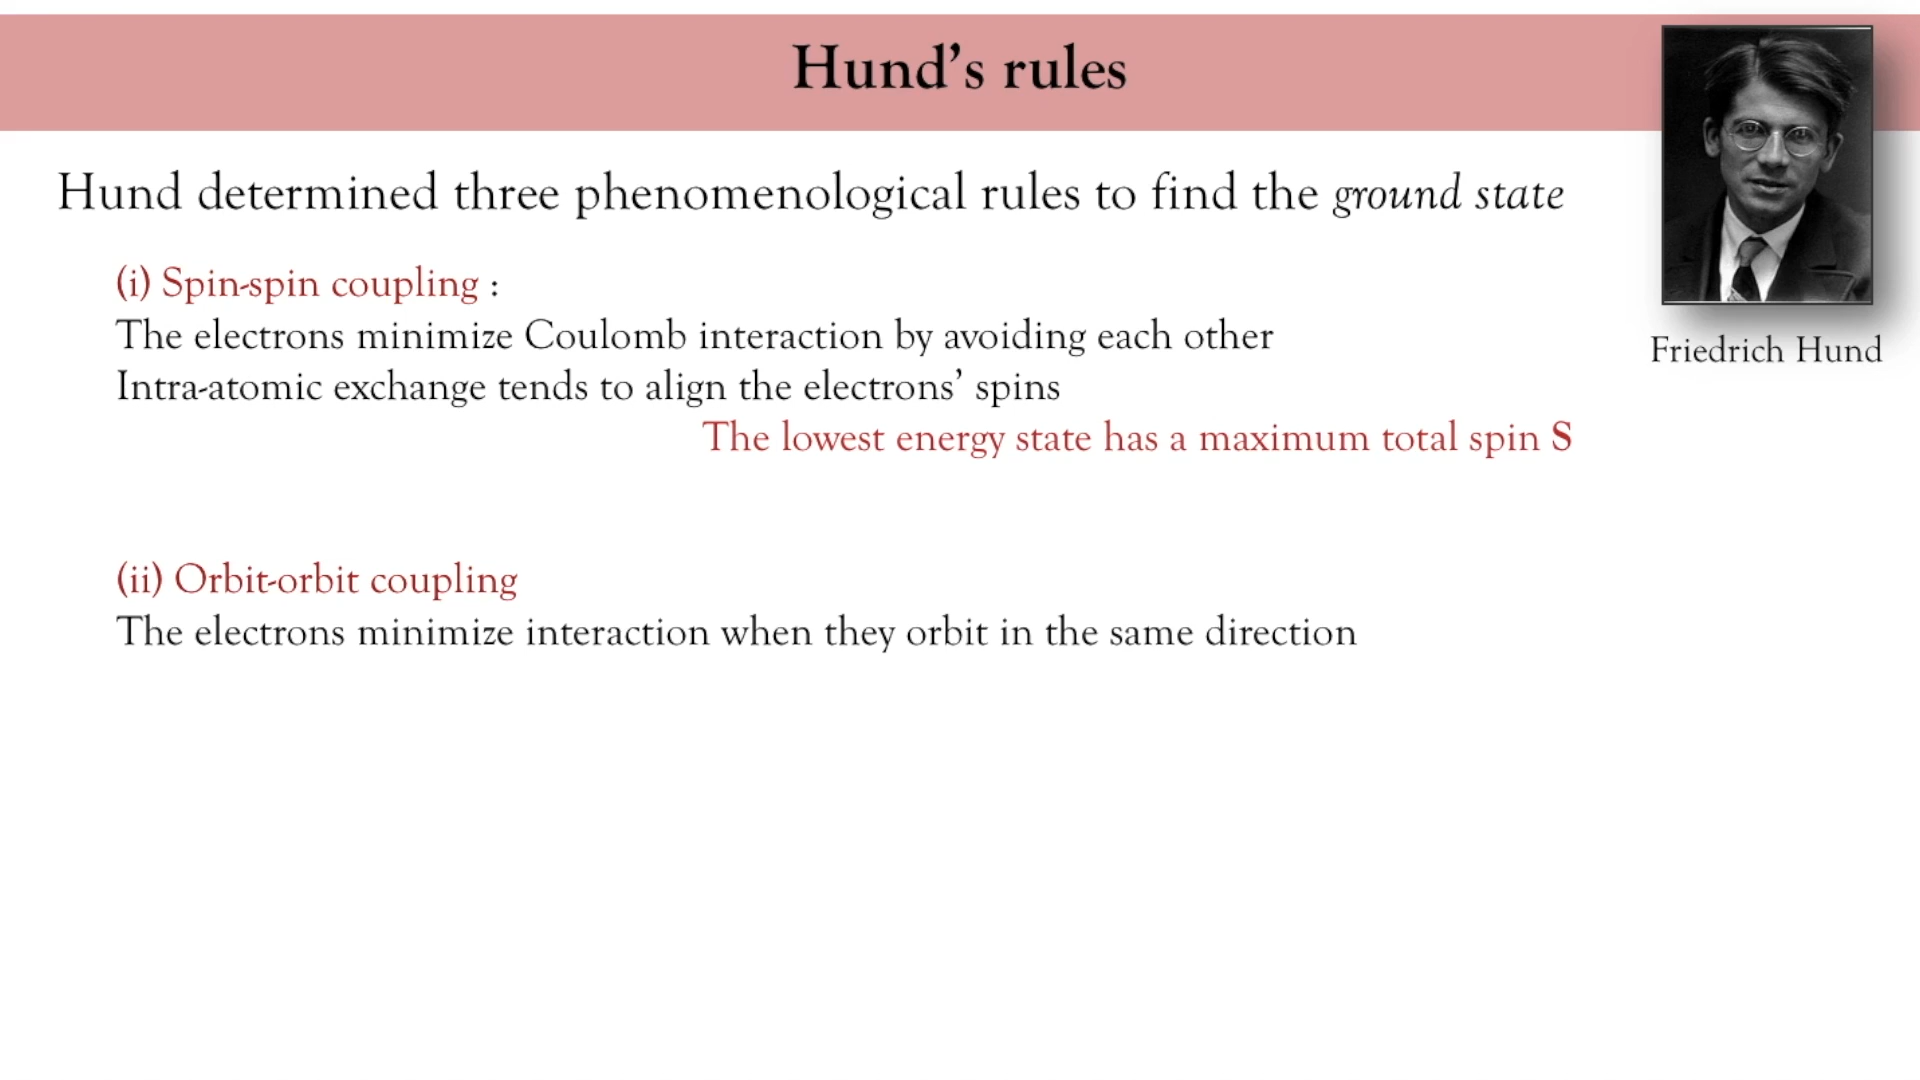 Hund's rules
Hund determined three phenomenological rules to find the ground state
(i) Spin-spin coupling :
The electrons minimize Coulomb interaction by avoiding each other
Friedrich Hund
Intra-atomic exchange tends to align the electrons' spins
The lowest energy state has a maximum total spin S
(ii) Orbit-orbit coupling
The electrons minimize interaction when they orbit in the same direction